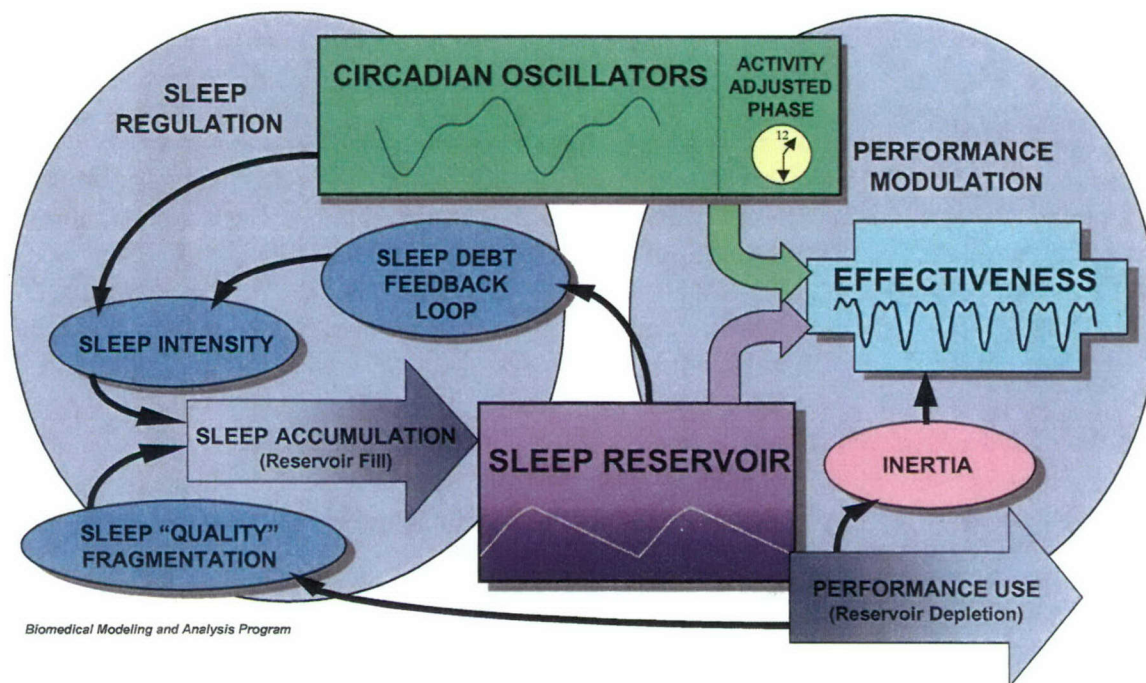 CIRCADIAN OSCILLATORS
ACTIVITY
ADJUSTED
PHASE
12
SLEEP
REGULATION
PERFORMANCE
MODULATION
SLEEP DEBT
FEEDBACK
LOOP
EFFECTIVENESS
SLEEP INTENSITY
SLEEP ACCUMULATION
(Reservoir Fill)
SLEEP RESERVOIR
INERTIA
SLEEP “QUALITY”
FRAGMENTATION
PERFORMANCE USE
(Reservoir Depletion)
Biomedical Modeling and Analysis Program